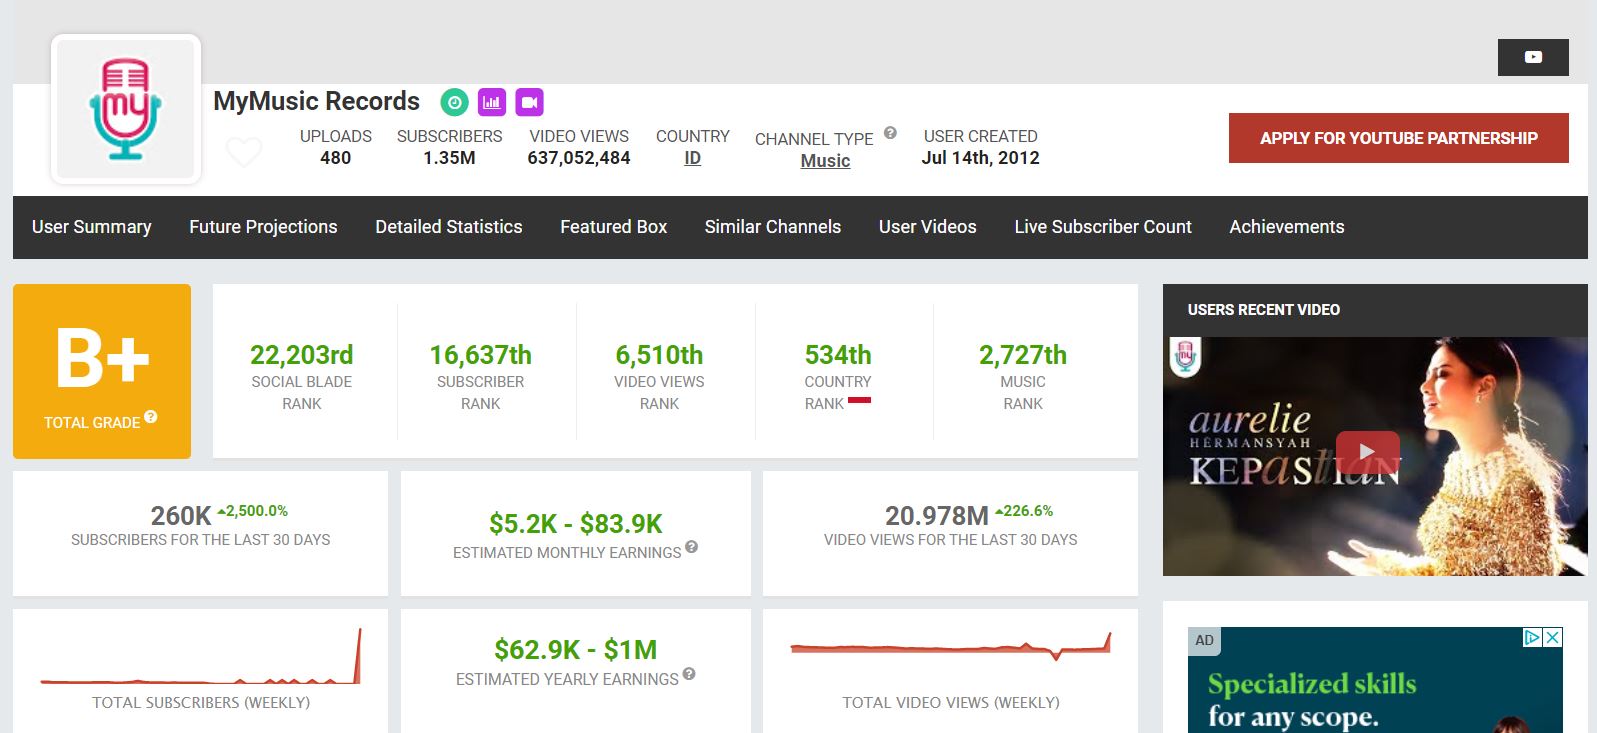 my
MyMusic Records
UPLOADS
480
SUBSCRIBERS
1.35M
VIDEO VIEWS
637,052,484
COUNTRY
ID
CHANNEL TYPE ?
Music
USER CREATED
Jul 14th, 2012
APPLY FOR YOUTUBE PARTNERSHIP
User Summary Future Projections Detailed Statistics Featured Box Similar Channels User Videos Live Subscriber Count Achievements
B+
TOTAL GRADE ?
22,203rd
SOCIAL BLADE
RANK
16,637th
SUBSCRIBER
RANK
6,510th
VIDEO VIEWS
RANK
534th
COUNTRY
RANK
2,727th
MUSIC
RANK
USERS RECENT VIDEO
my
aurelie
HERMANSYAH
KEPASTIAN
260K 2,500.0%
SUBSCRIBERS FOR THE LAST 30 DAYS
$5.2K - $83.9K
ESTIMATED MONTHLY EARNINGS ?
20.978M 226.6%
VIDEO VIEWS FOR THE LAST 30 DAYS
TOTAL SUBSCRIBERS (WEEKLY)
$62.9K - $1M
ESTIMATED YEARLY EARNINGS ?
TOTAL VIDEO VIEWS (WEEKLY)
AD
Specialized skills
for any scope.